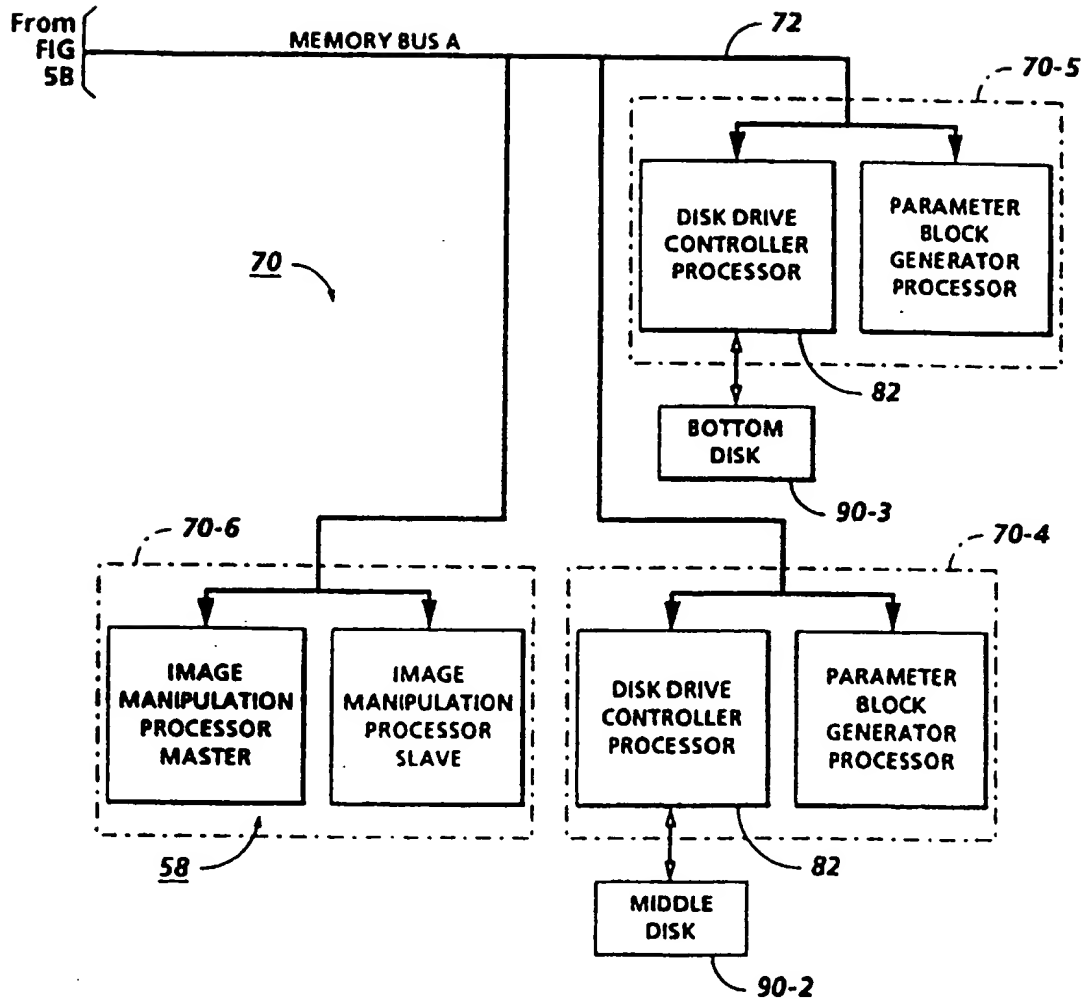 From
FIG
5B
MEMORY BUS A
72
70-5
DISK DRIVE
CONTROLLER
PROCESSOR
PARAMETER
BLOCK
GENERATOR
PROCESSOR
70
82
BOTTOM
DISK
90-3
70-6
70-4
IMAGE
MANIPULATION
PROCESSOR
MASTER
IMAGE
MANIPULATION
PROCESSOR
SLAVE
DISK DRIVE
CONTROLLER
PROCESSOR
PARAMETER
BLOCK
GENERATOR
PROCESSOR
58
82
MIDDLE
DISK
90-2